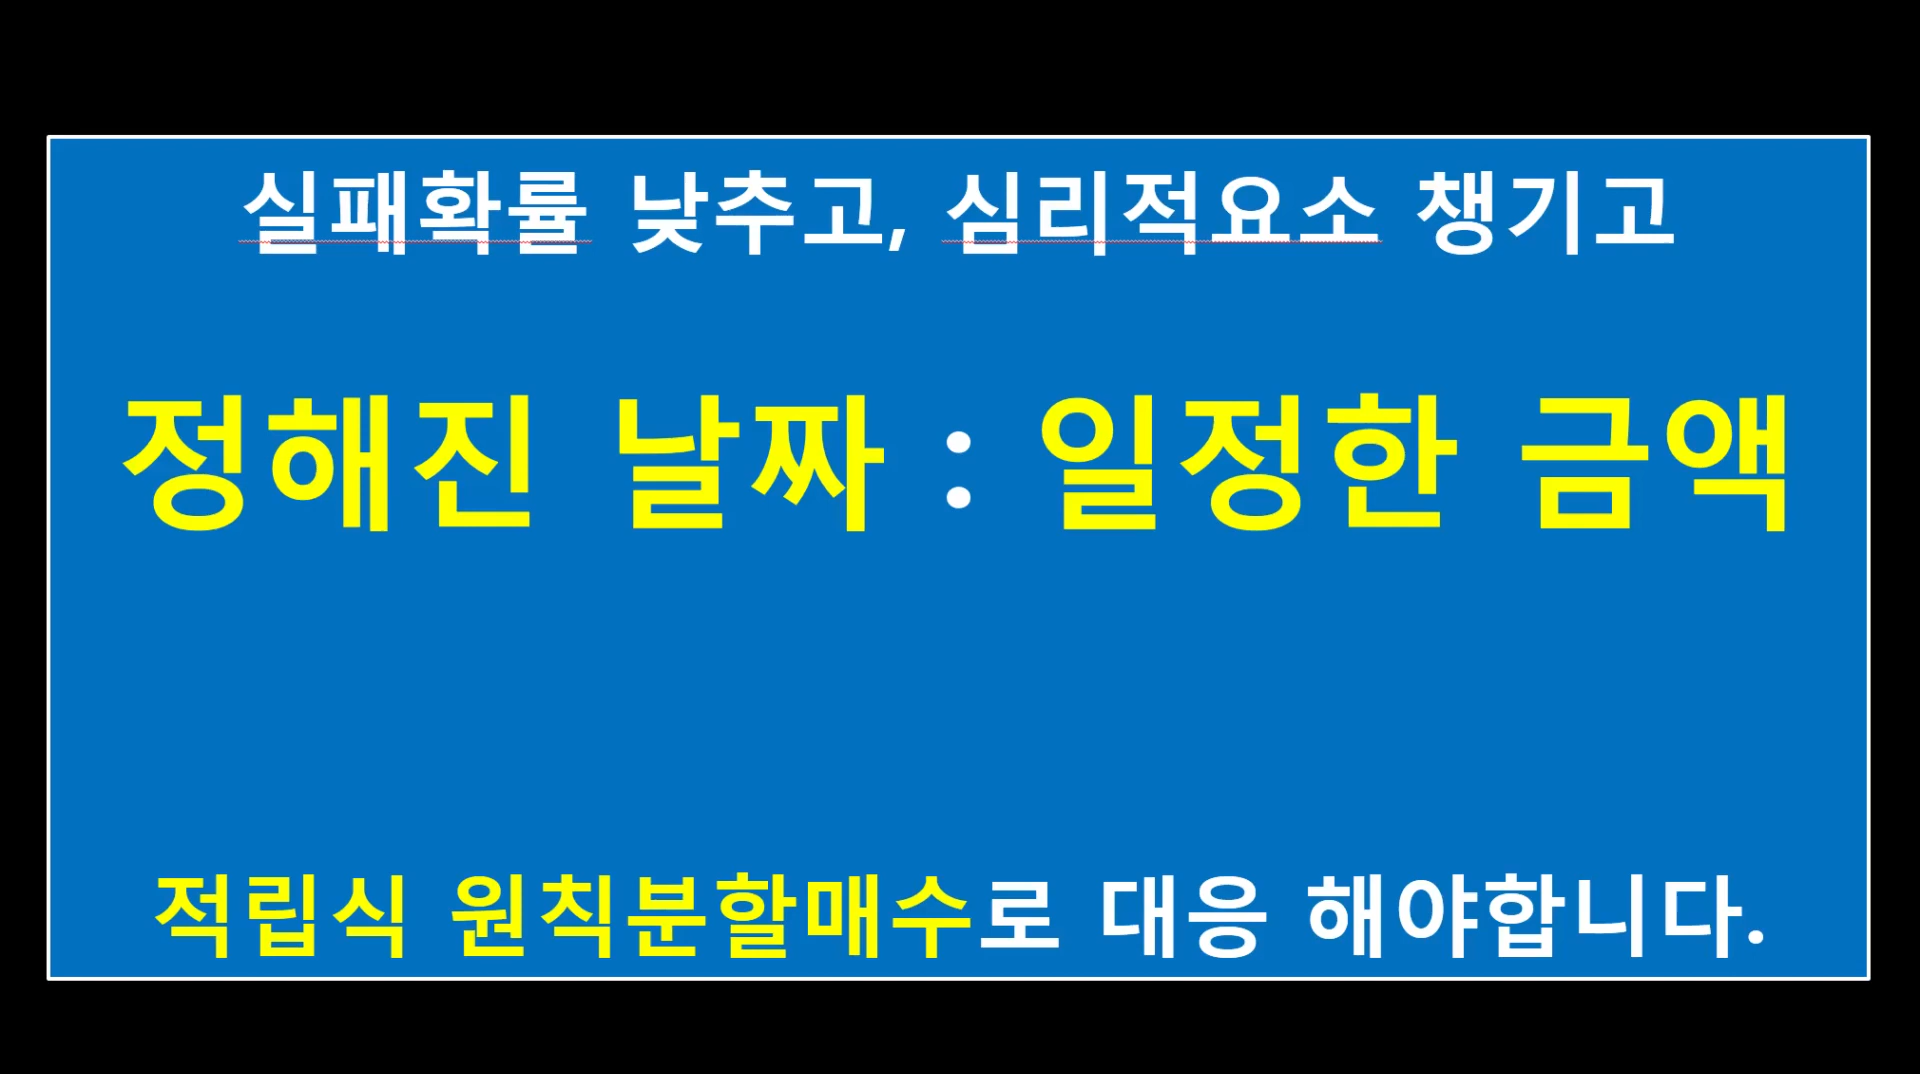 실패확률 낮추고, 심리적요소 챙기고
정해진 날짜 : 일정한 금액
적립식 원칙분할매수로 대응 해야합니다.